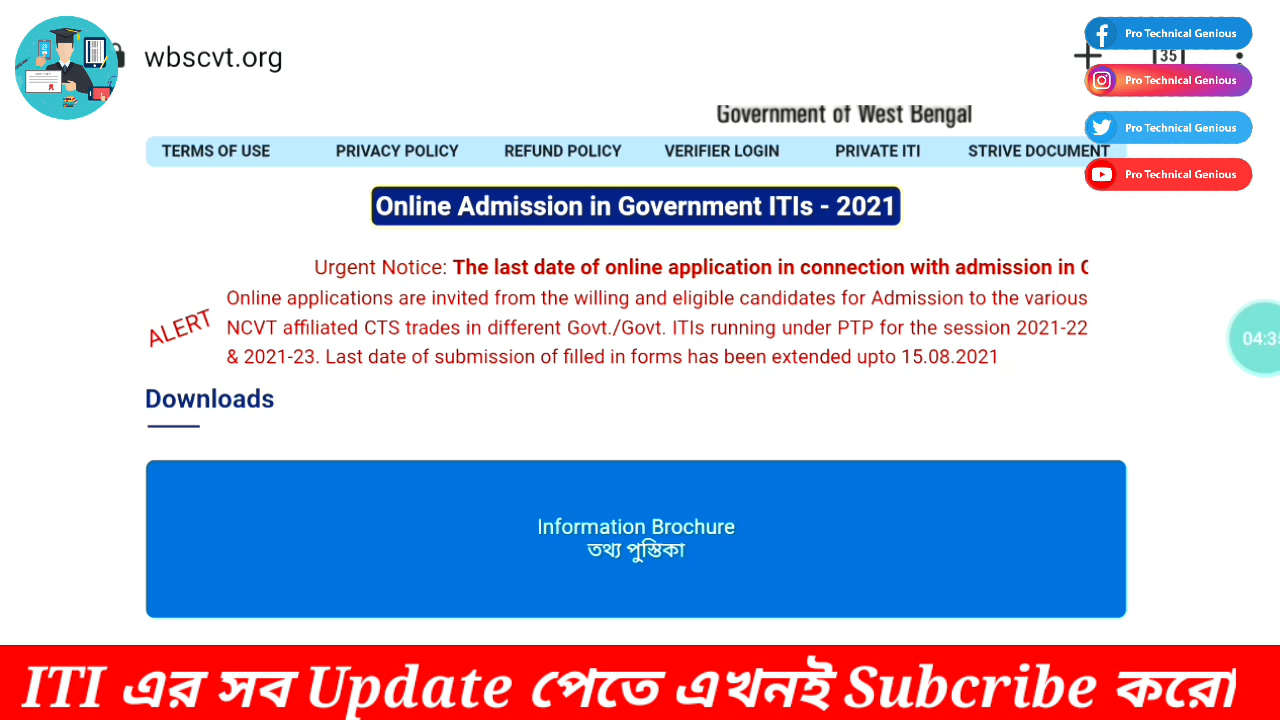 wbscvt.org
35
Pro Technical Genious
Pro Technical Genious
Pro Technical Genious
Pro Technical Genious
Government of West Bengal
TERMS OF USE PRIVACY POLICY REFUND POLICY VERIFIER LOGIN PRIVATE ITI STRIVE DOCUMENT
Online Admission in Government ITIs - 2021
Urgent Notice: The last date of online application in connection with admission in
ALERT
Online applications are invited from the willing and eligible candidates for Admission to the various
NCVT affiliated CTS trades in different Govt./Govt. ITIs running under PTP for the session 2021-22
& 2021-23. Last date of submission of filled in forms has been extended upto 15.08.2021
04:35
Downloads
Information Brochure
তথ্য পুস্তিকা
ITI এর সব Update পেতে এখনই Subcribe করো